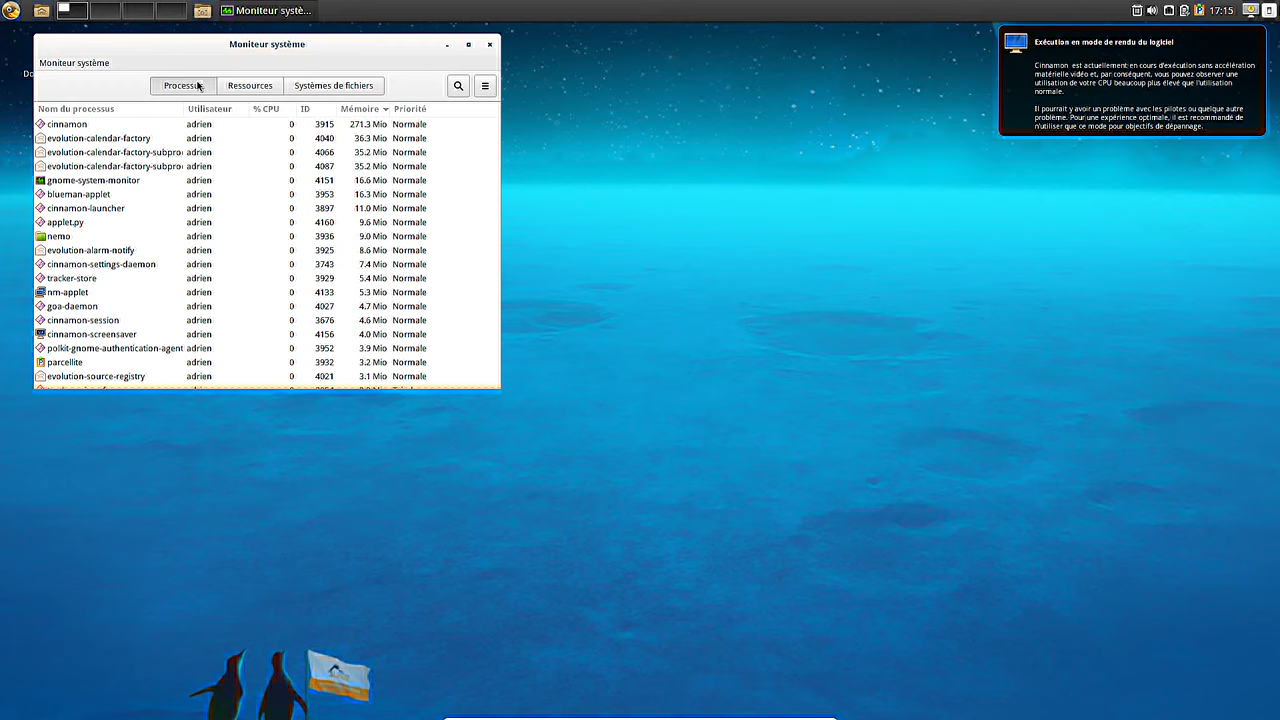 Moniteur systè...
17:15
Moniteur système
Moniteur système
Processus Ressources Systèmes de fichiers
Nom du processus Utilisateur % CPU ID Mémoire Priorité
cinnamon adrien 0 3915 271.3 Mio Normale
evolution-calendar-factory adrien 0 4040 36.3 Mio Normale
evolution-calendar-factory-subpro adrien 0 4066 35.2 Mio Normale
evolution-calendar-factory-subpro adrien 0 4087 35.2 Mio Normale
gnome-system-monitor adrien 0 4151 16.6 Mio Normale
blueman-applet adrien 0 3953 16.3 Mio Normale
cinnamon-launcher adrien 0 3897 11.0 Mio Normale
applet.py adrien 0 4160 9.6 Mio Normale
nemo adrien 0 3936 9.0 Mio Normale
evolution-alarm-notify adrien 0 3925 8.6 Mio Normale
cinnamon-settings-daemon adrien 0 3743 7.4 Mio Normale
tracker-store adrien 0 3929 5.4 Mio Normale
nm-applet adrien 0 4133 5.3 Mio Normale
goa-daemon adrien 0 4027 4.7 Mio Normale
cinnamon-session adrien 0 3676 4.6 Mio Normale
cinnamon-screensaver adrien 0 4156 4.0 Mio Normale
polkit-gnome-authentication-agent adrien 0 3952 3.9 Mio Normale
parcellite adrien 0 3932 3.2 Mio Normale
evolution-source-registry adrien 0 4021 3.1 Mio Normale
Exécution en mode de rendu du logiciel
Cinnamon est actuellement en cours d'exécution sans accélération
matérielle vidéo et, par conséquent, vous pouvez observer une
utilisation de votre CPU beaucoup plus élevé que l'utilisation
normale.
Il pourrait y avoir un problème avec les pilotes ou quelque autre
problème. Pour une expérience optimale, il est recommandé de
n'utiliser que ce mode pour objectifs de dépannage.